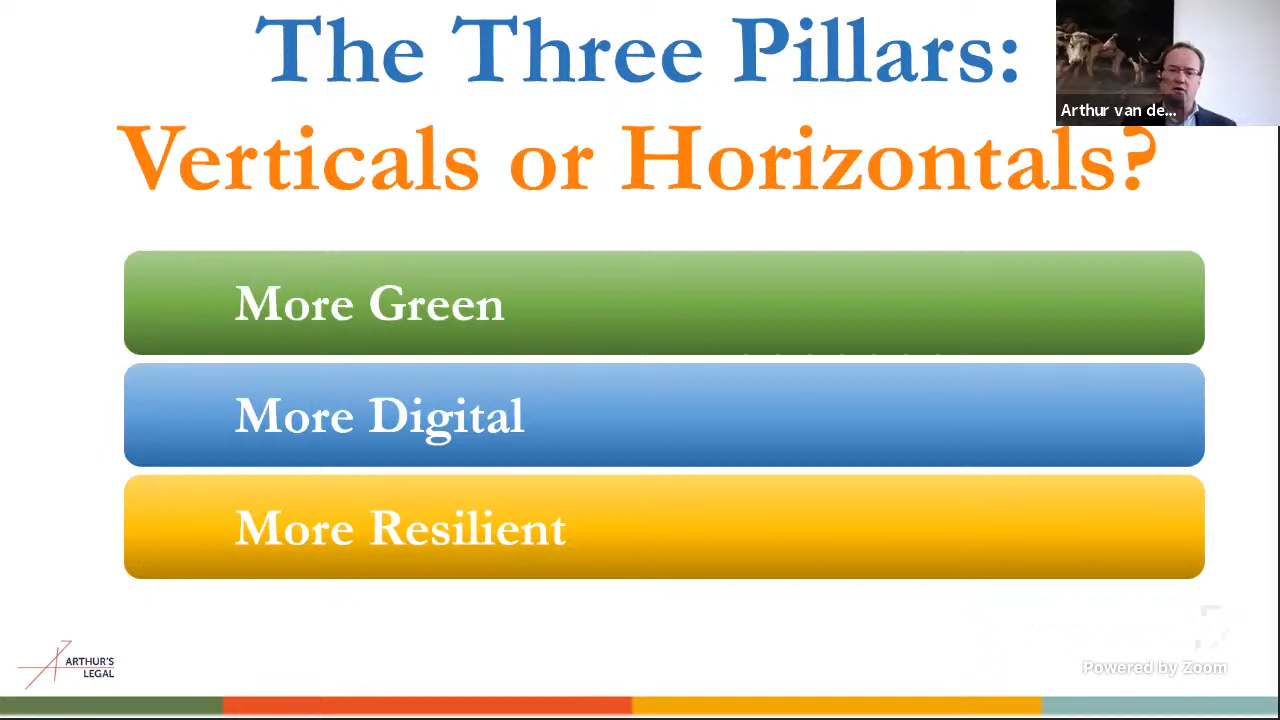 The Three Pillars:
Verticals or Horizontals?
Arthur van de...
More Green
More Digital
More Resilient
ARTHUR'S
LEGAL
Powered by Zoom